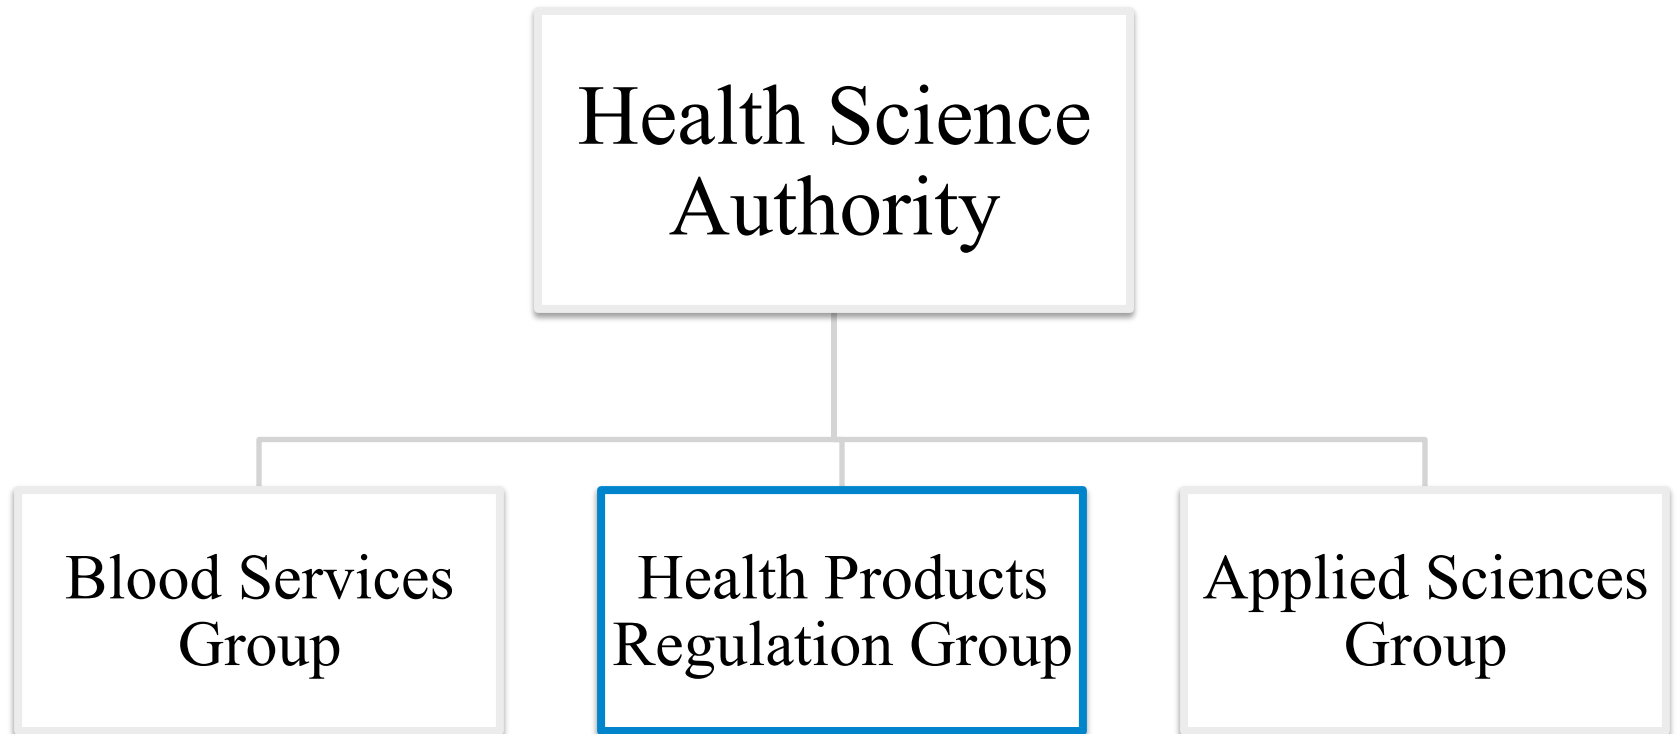 Health Science
Authority
Blood Services
Group
Health Products
Regulation Group
Applied Sciences
Group